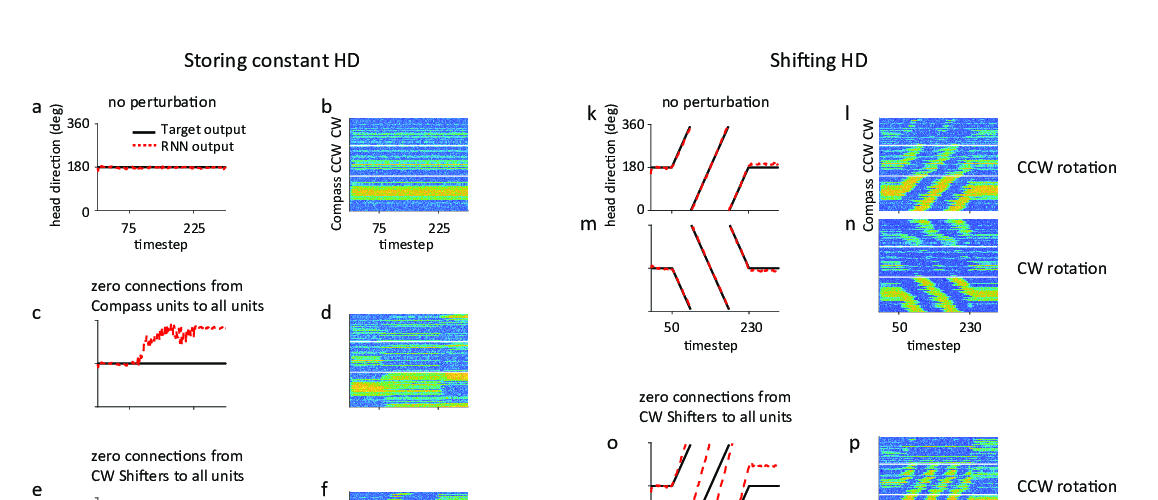 Storing constant HD
Shifting HD
a
no perturbation
head direction (deg)
360
180
0
Target output
RNN output
75
225
timestep
b
Compass CCW CW
75
225
timestep
k
no perturbation
head direction (deg)
360
180
0
l
Compass CCW CW
CCW rotation
m
50
230
timestep
n
CW rotation
50
230
timestep
zero connections from
Compass units to all units
c
d
zero connections from
CW Shifters to all units
o
p
CCW rotation
zero connections from
CW Shifters to all units
e
f